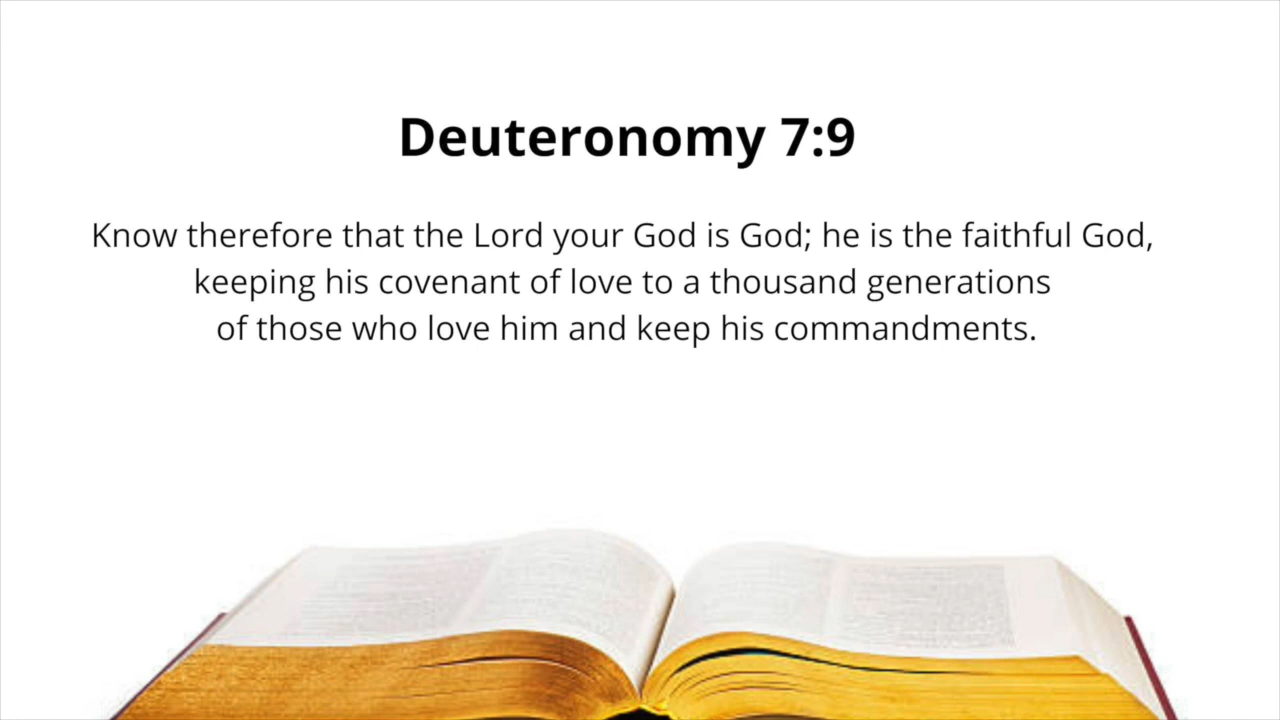 Deuteronomy 7:9
Know therefore that the Lord your God is God; he is the faithful God,
keeping his covenant of love to a thousand generations
of those who love him and keep his commandments.